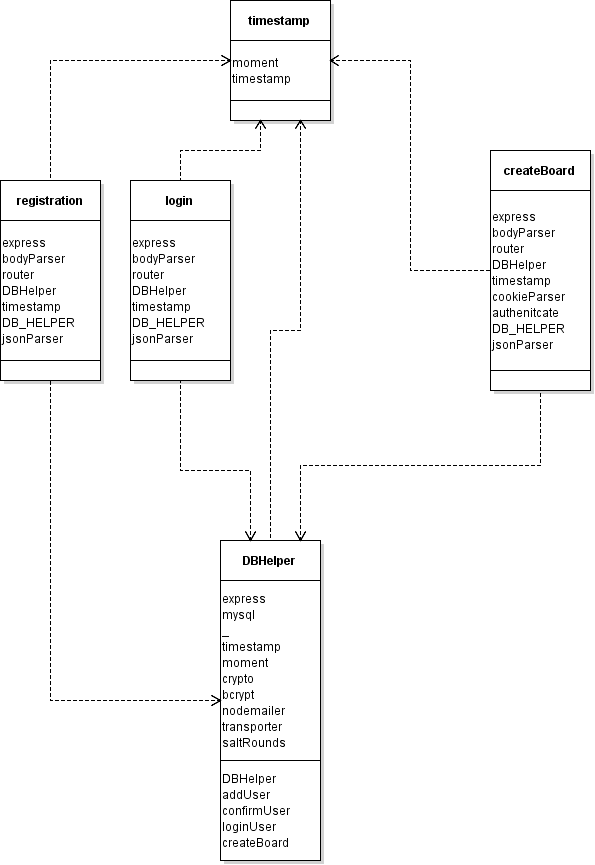 timestamp
moment
timestamp
registration
express
bodyParser
router
DBHelper
timestamp
DB_HELPER
jsonParser
login
express
bodyParser
router
DBHelper
timestamp
DB_HELPER
jsonParser
createBoard
express
bodyParser
router
DBHelper
timestamp
cookieParser
authenitcate
DB_HELPER
jsonParser
DBHelper
express
mysql
_
timestamp
moment
crypto
bcrypt
nodemailer
transporter
saltRounds
DBHelper
addUser
confirmUser
loginUser
createBoard